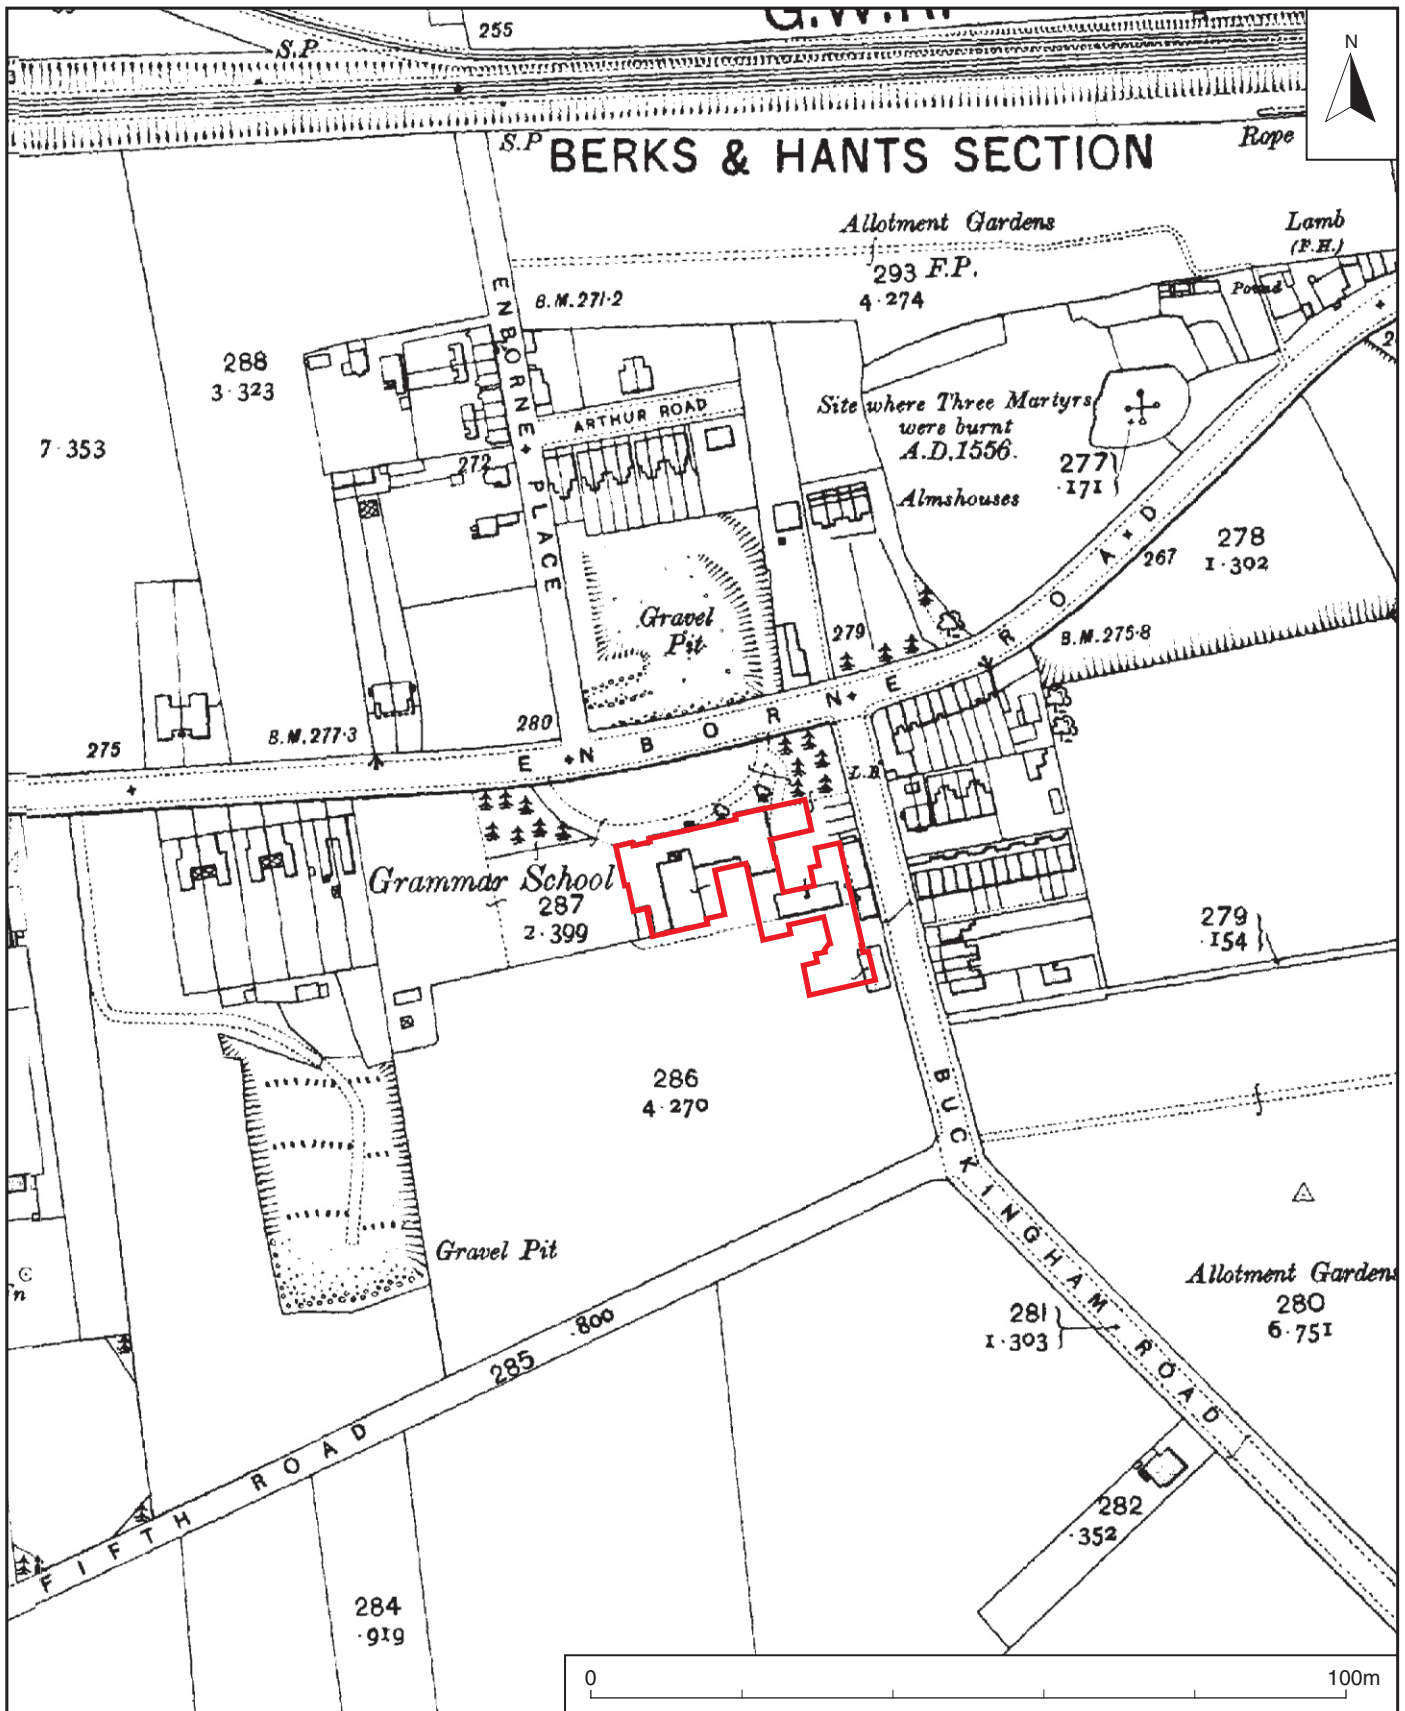 255
S.P
N
S.P
BERKS & HANTS SECTION
Rope
Allotment Gardens
Lamb
(P.H.)
293 F.P.
4·274
Pound
ENBORNE PLACE
B.M.271·2
288
3·323
ARTHUR ROAD
Site where Three Martyrs
were burnt
A.D.1556.
7·353
272
277
·171
Almshouses
278
1·302
267
Gravel
Pit
279
B.M.275·8
280
B.M.277·3
275
ENBORNE ROAD
L.B.
Grammar School
287
2·399
279
·154
286
4·270
BUCKINGHAM ROAD
Gravel Pit
Allotment Gardens
280
6·751
281
1·303
·800
285
FIFTH ROAD
282
·352
284
·919
0 100m